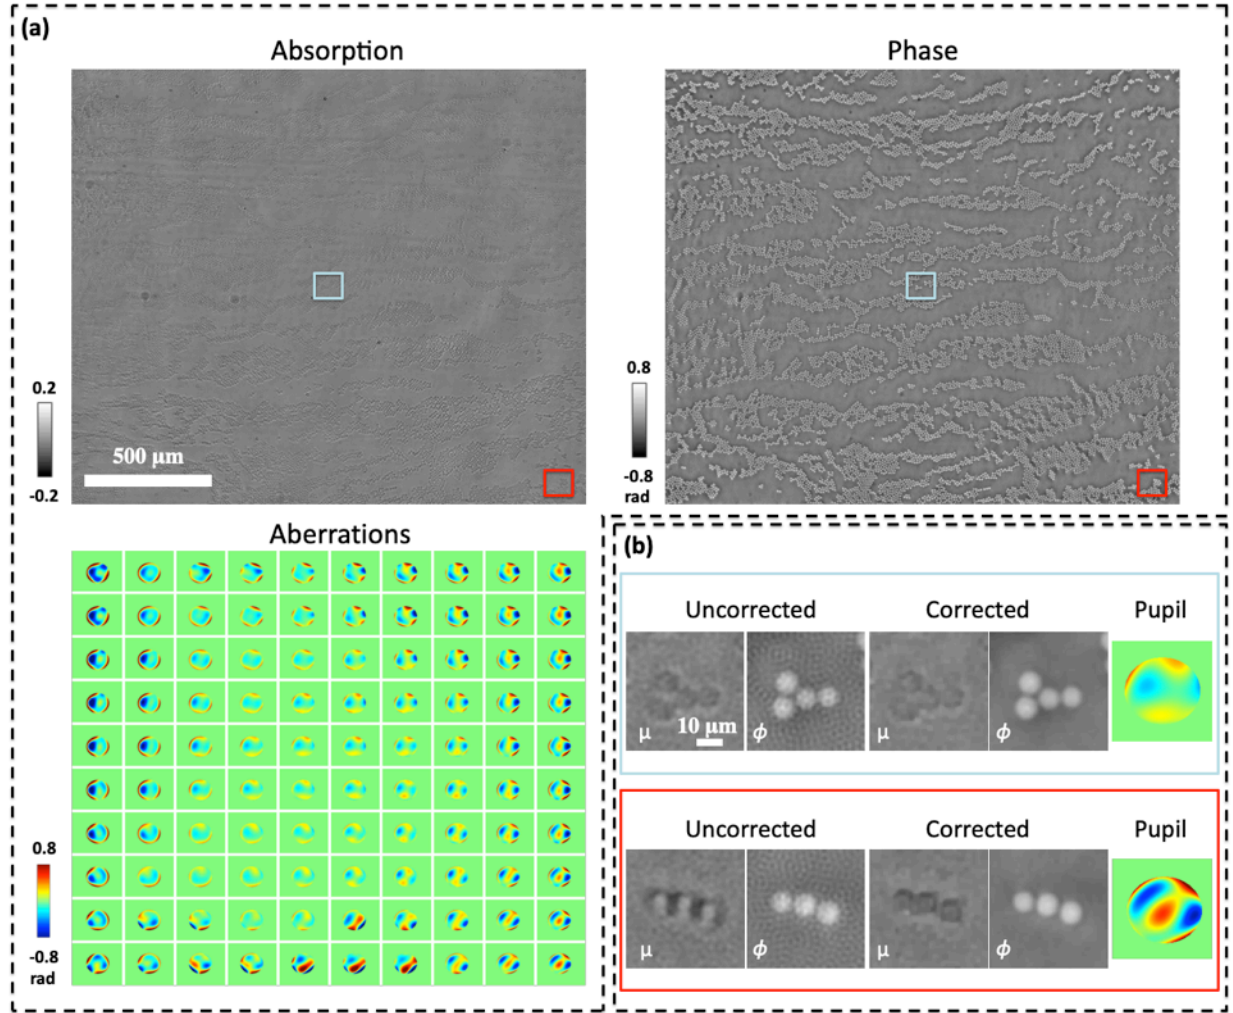 (a)
Absorption
Phase
0.2
-0.2
500 μm
0.8
-0.8
rad
Aberrations
0.8
-0.8
rad
(b)
Uncorrected
Corrected
Pupil
μ
10 μm
ϕ
μ
ϕ
Uncorrected
Corrected
Pupil
μ
ϕ
μ
ϕ